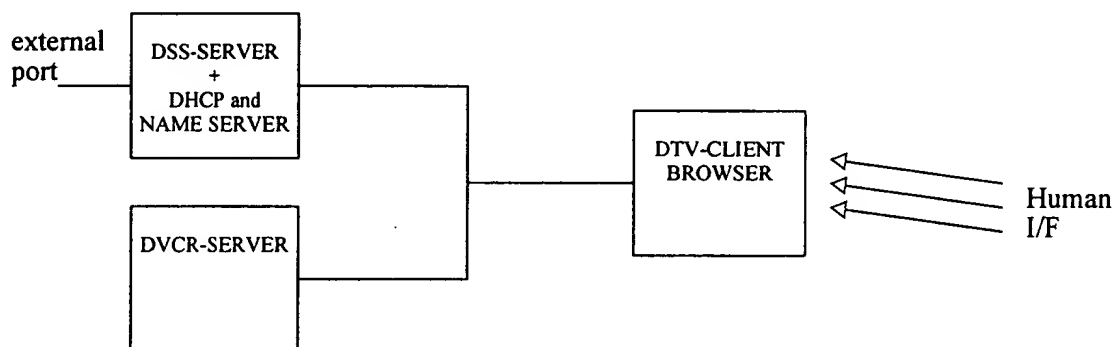 external
port
DSS-SERVER
+
DHCP and
NAME SERVER
DVCR-SERVER
DTV-CLIENT
BROWSER
Human
I/F